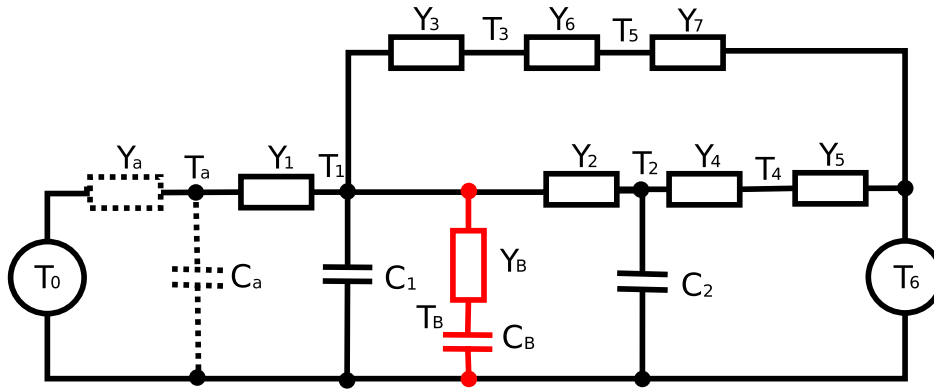 Y3 T3 Y6 T5 Y7
Ya Ta Y1 T1 Y2 T2 Y4 T4 Y5
T0 Ca C1 YB C2 T6
TB CB